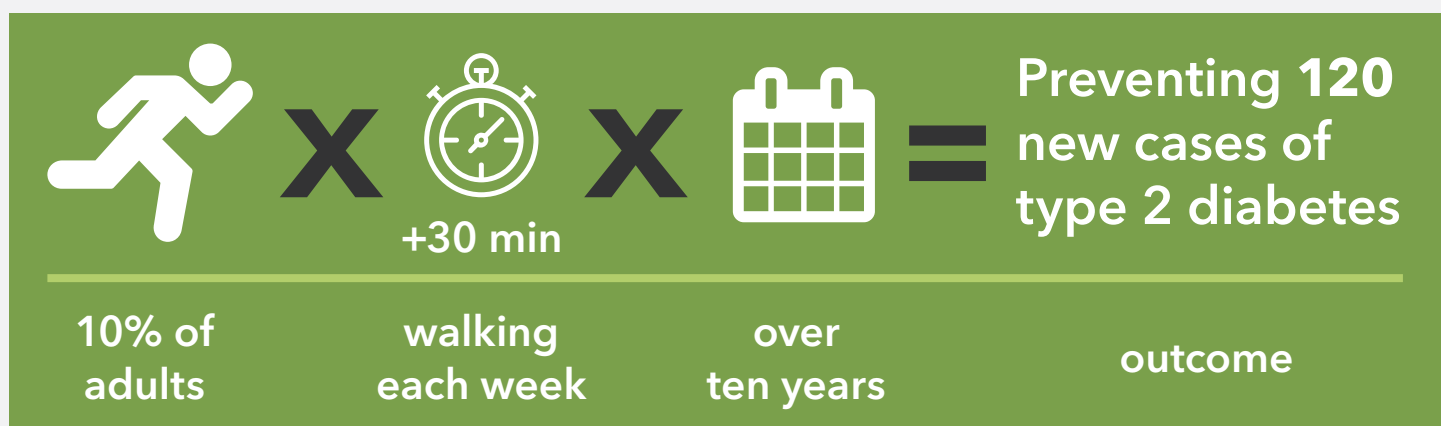 Preventing 120
new cases of
type 2 diabetes
x
x
=
+30 min
10% of
adults
walking
each week
over
ten years
outcome